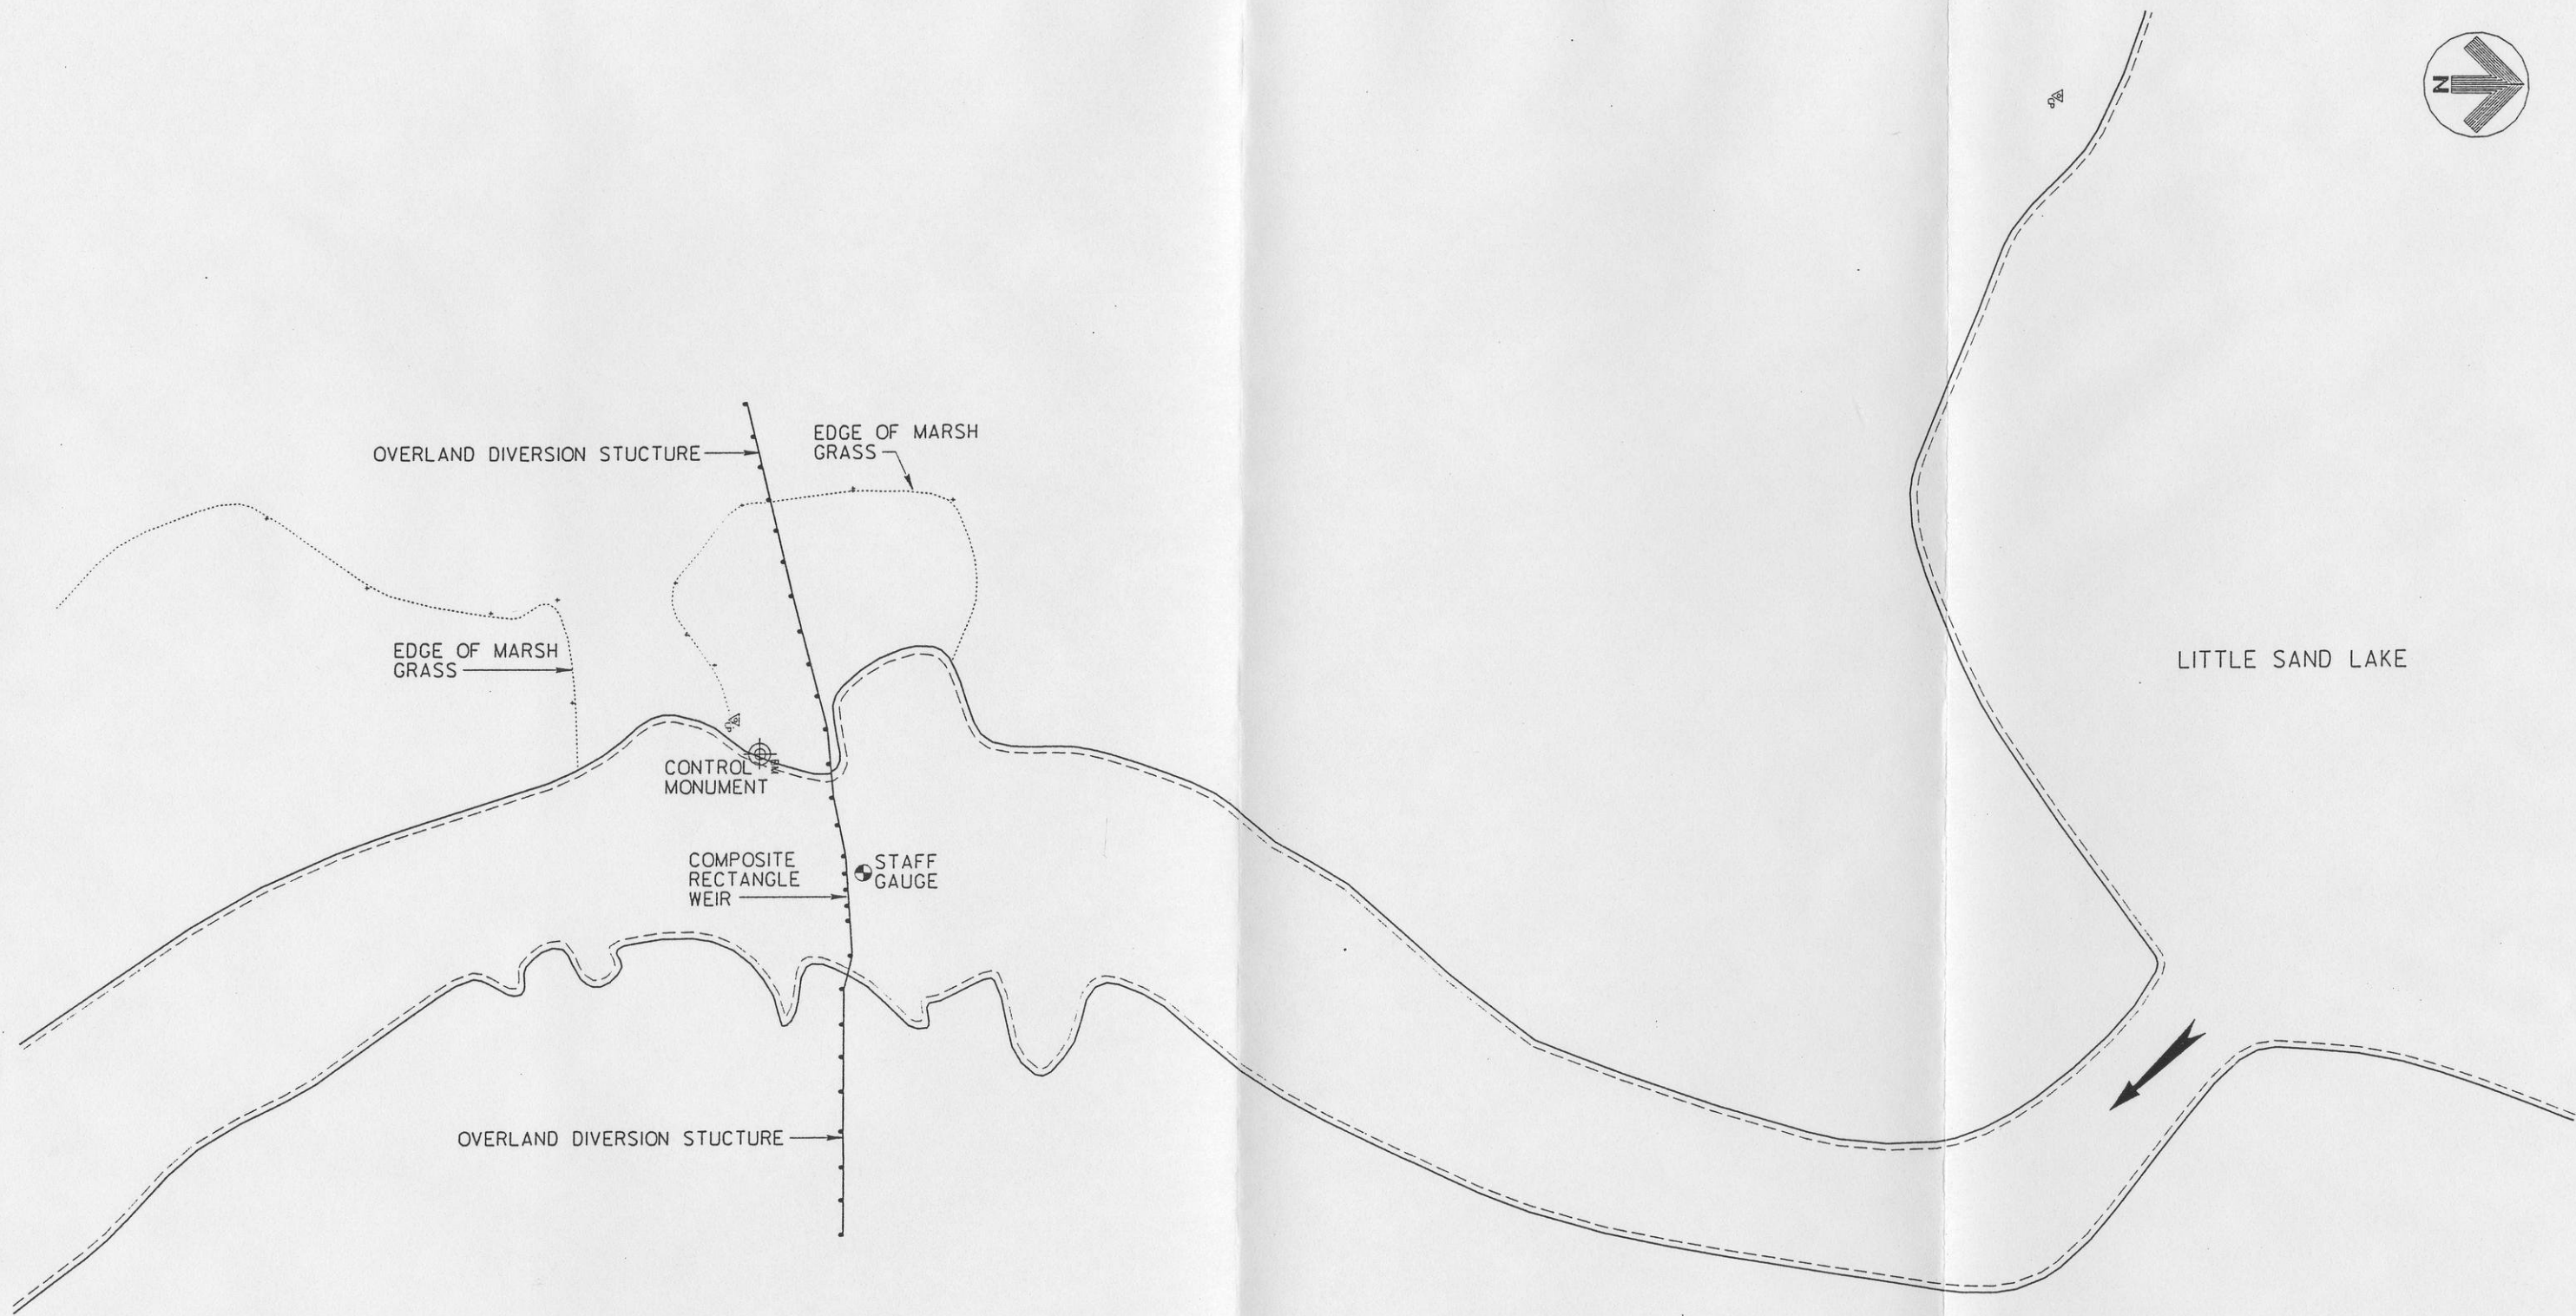 N
OVERLAND DIVERSION STUCTURE
EDGE OF MARSH
GRASS
EDGE OF MARSH
GRASS
LITTLE SAND LAKE
CONTROL
MONUMENT
COMPOSITE
RECTANGLE
WEIR
STAFF
GAUGE
OVERLAND DIVERSION STUCTURE